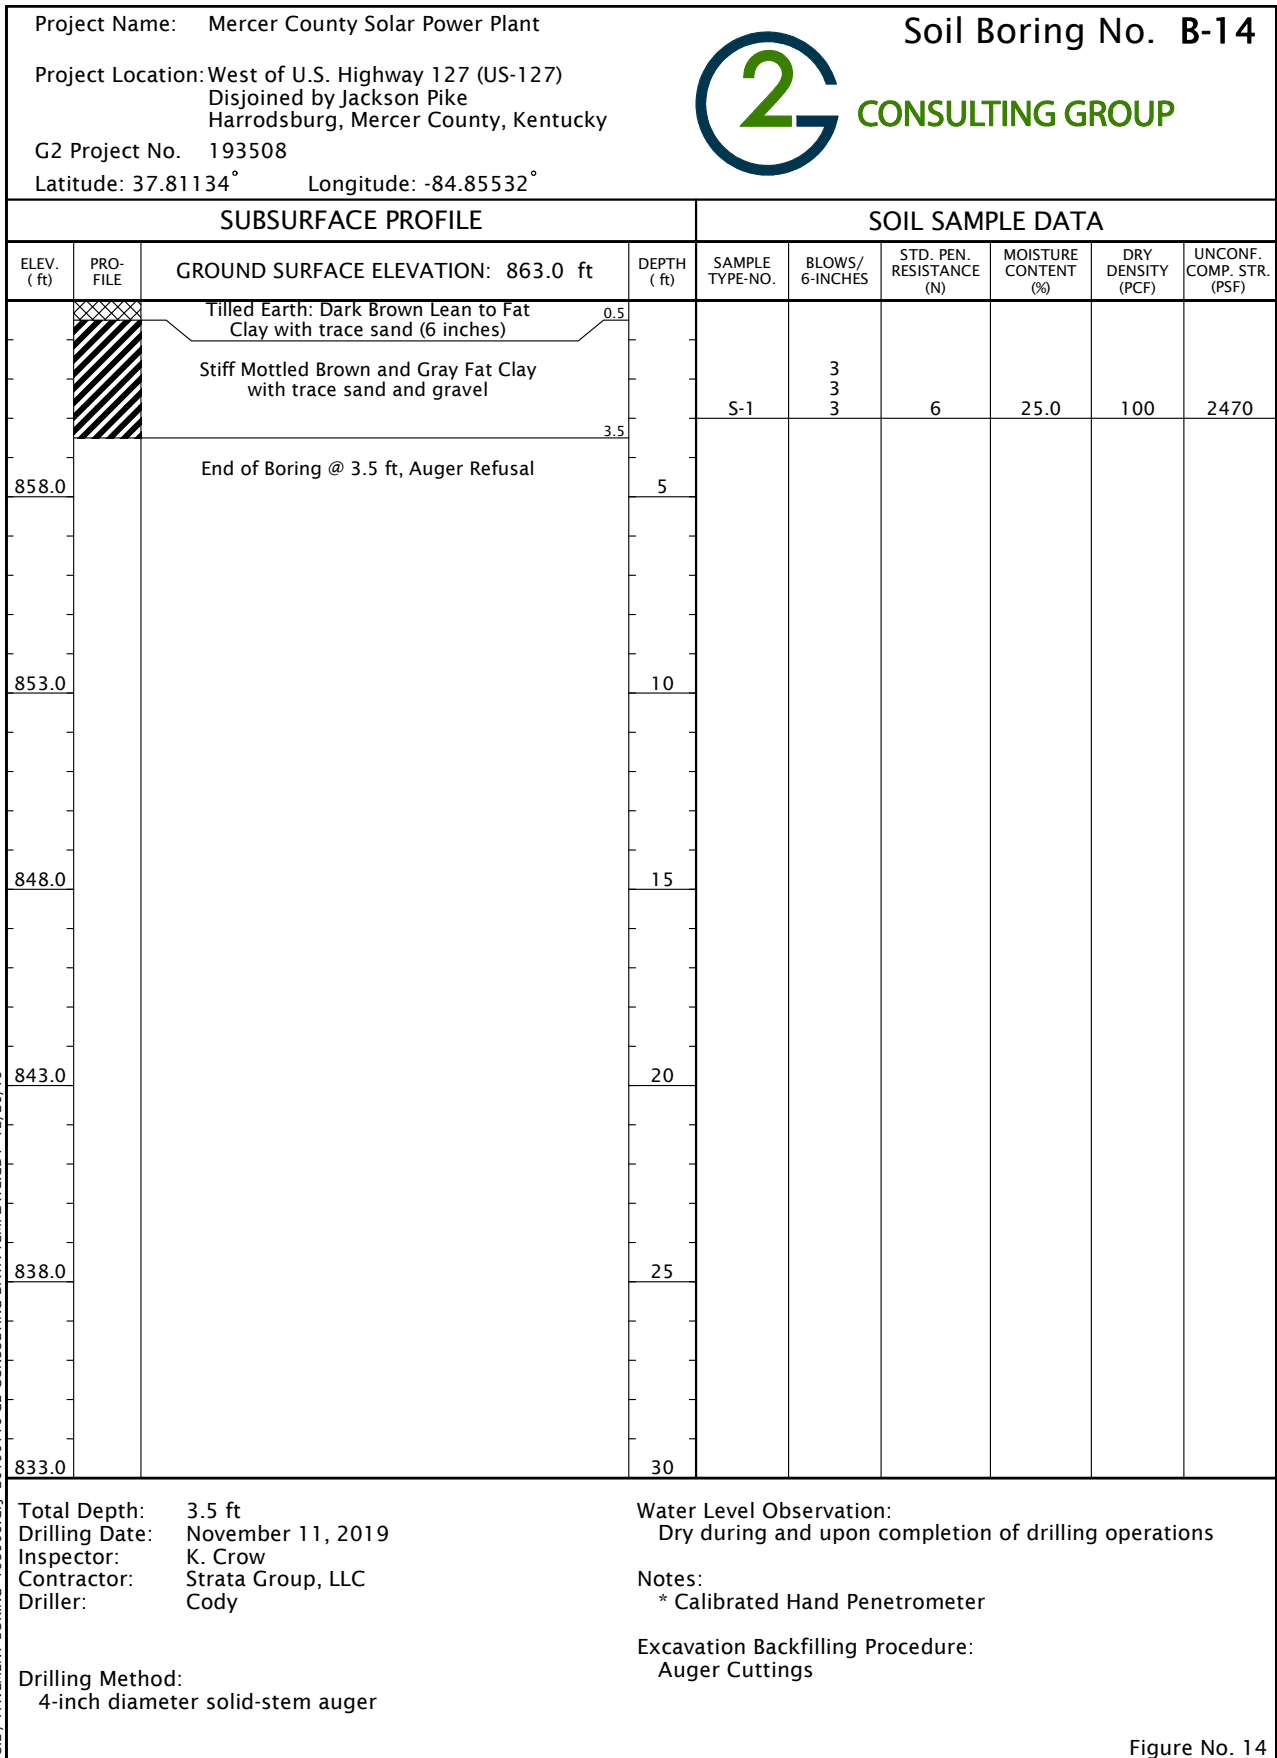 Project Name: Mercer County Solar Power Plant
Soil Boring No. B-14
Project Location: West of U.S. Highway 127 (US-127)
Disjoined by Jackson Pike
Harrodsburg, Mercer County, Kentucky
G2 Project No. 193508
Latitude: 37.81134° Longitude: -84.85532°
G2 CONSULTING GROUP
SUBSURFACE PROFILE
SOIL SAMPLE DATA
ELEV. (ft)
PRO-FILE
GROUND SURFACE ELEVATION: 863.0 ft
DEPTH (ft)
SAMPLE TYPE-NO.
BLOWS/ 6-INCHES
STD. PEN. RESISTANCE (N)
MOISTURE CONTENT (%)
DRY DENSITY (PCF)
UNCONF. COMP. STR. (PSF)
Tilled Earth: Dark Brown Lean to Fat
Clay with trace sand (6 inches)
0.5
Stiff Mottled Brown and Gray Fat Clay
with trace sand and gravel
3
3
S-1 3 6 25.0 100 2470
3.5
End of Boring @ 3.5 ft, Auger Refusal
858.0 5
853.0 10
848.0 15
843.0 20
838.0 25
833.0 30
Total Depth: 3.5 ft
Drilling Date: November 11, 2019
Inspector: K. Crow
Contractor: Strata Group, LLC
Driller: Cody
Drilling Method:
4-inch diameter solid-stem auger
Water Level Observation:
Dry during and upon completion of drilling operations
Notes:
* Calibrated Hand Penetrometer
Excavation Backfilling Procedure:
Auger Cuttings
Figure No. 14